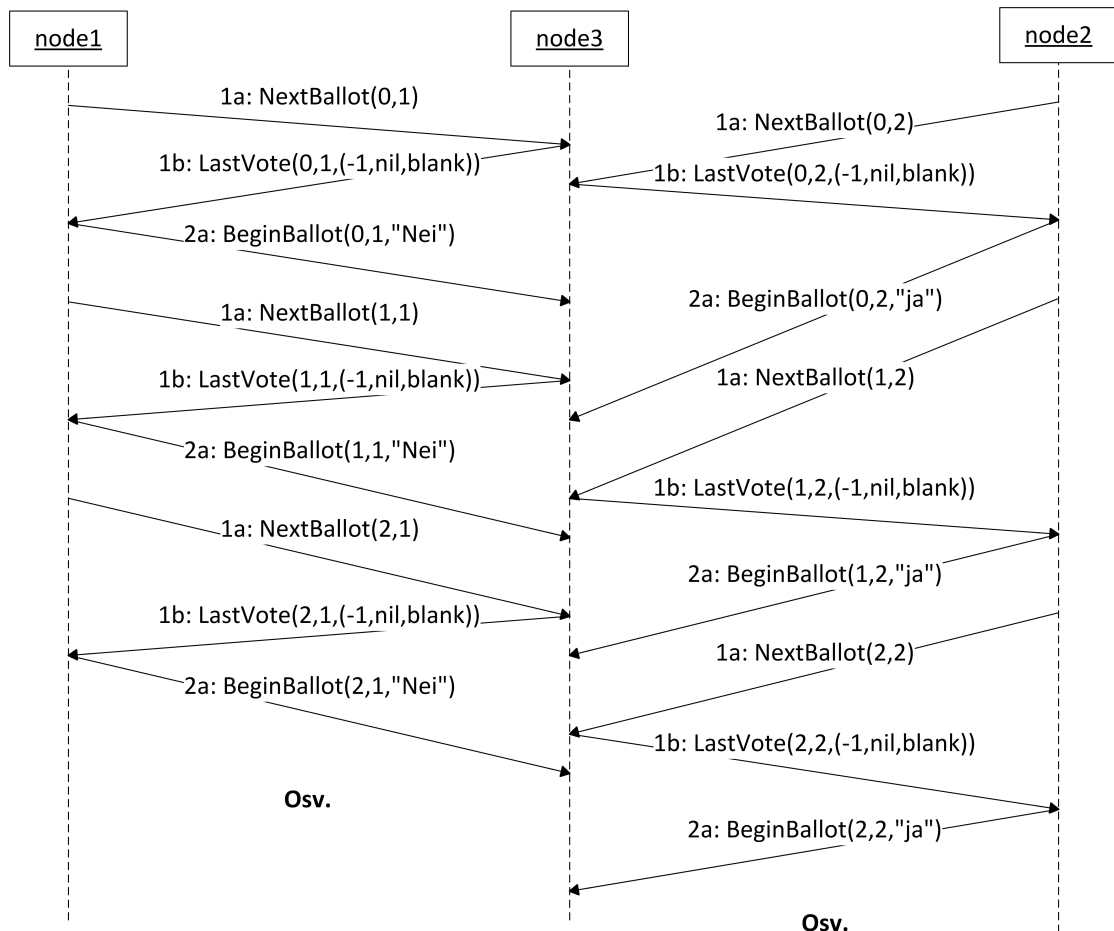 node1
node3
node2
1a: NextBallot(0,1)
1a: NextBallot(0,2)
1b: LastVote(0,1,(-1,nil,blank))
1b: LastVote(0,2,(-1,nil,blank))
2a: BeginBallot(0,1,"Nei")
2a: BeginBallot(0,2,"ja")
1a: NextBallot(1,1)
1b: LastVote(1,1,(-1,nil,blank))
1a: NextBallot(1,2)
2a: BeginBallot(1,1,"Nei")
1b: LastVote(1,2,(-1,nil,blank))
1a: NextBallot(2,1)
2a: BeginBallot(1,2,"ja")
1b: LastVote(2,1,(-1,nil,blank))
1a: NextBallot(2,2)
2a: BeginBallot(2,1,"Nei")
1b: LastVote(2,2,(-1,nil,blank))
Osv.
2a: BeginBallot(2,2,"ja")
Osv.